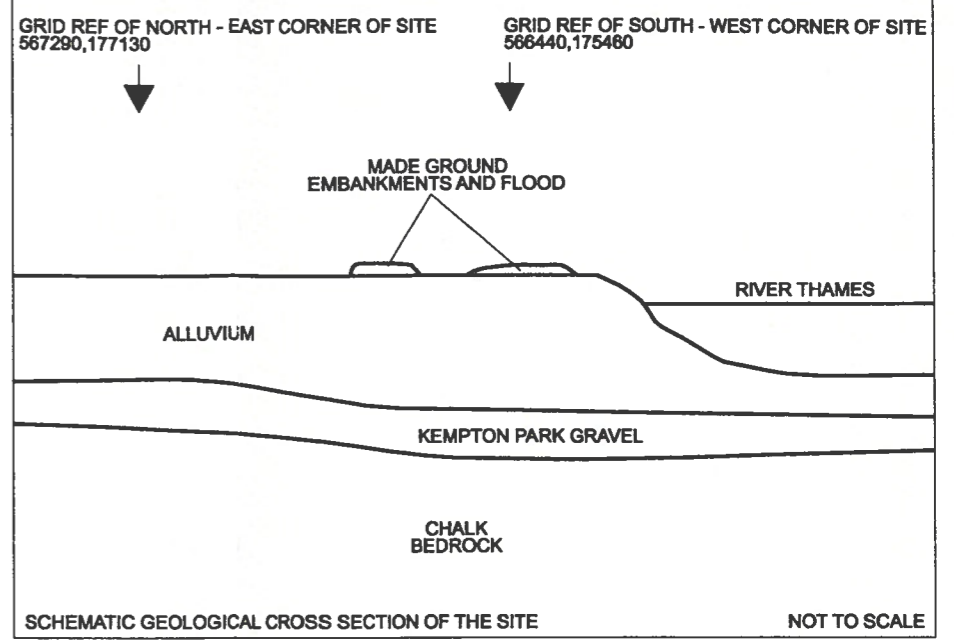 GRID REF OF NORTH - EAST CORNER OF SITE
567290,177130
GRID REF OF SOUTH - WEST CORNER OF SITE
566440,175460
MADE GROUND
EMBANKMENTS AND FLOOD
RIVER THAMES
ALLUVIUM
KEMPTON PARK GRAVEL
CHALK
BEDROCK
SCHEMATIC GEOLOGICAL CROSS SECTION OF THE SITE
NOT TO SCALE